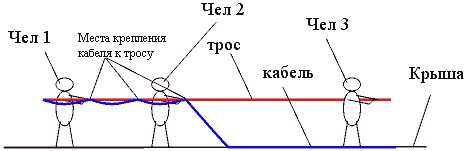 Чел 1
Места крепления
кабеля к тросу
Чел 2
трос
кабель
Чел 3
Крыша